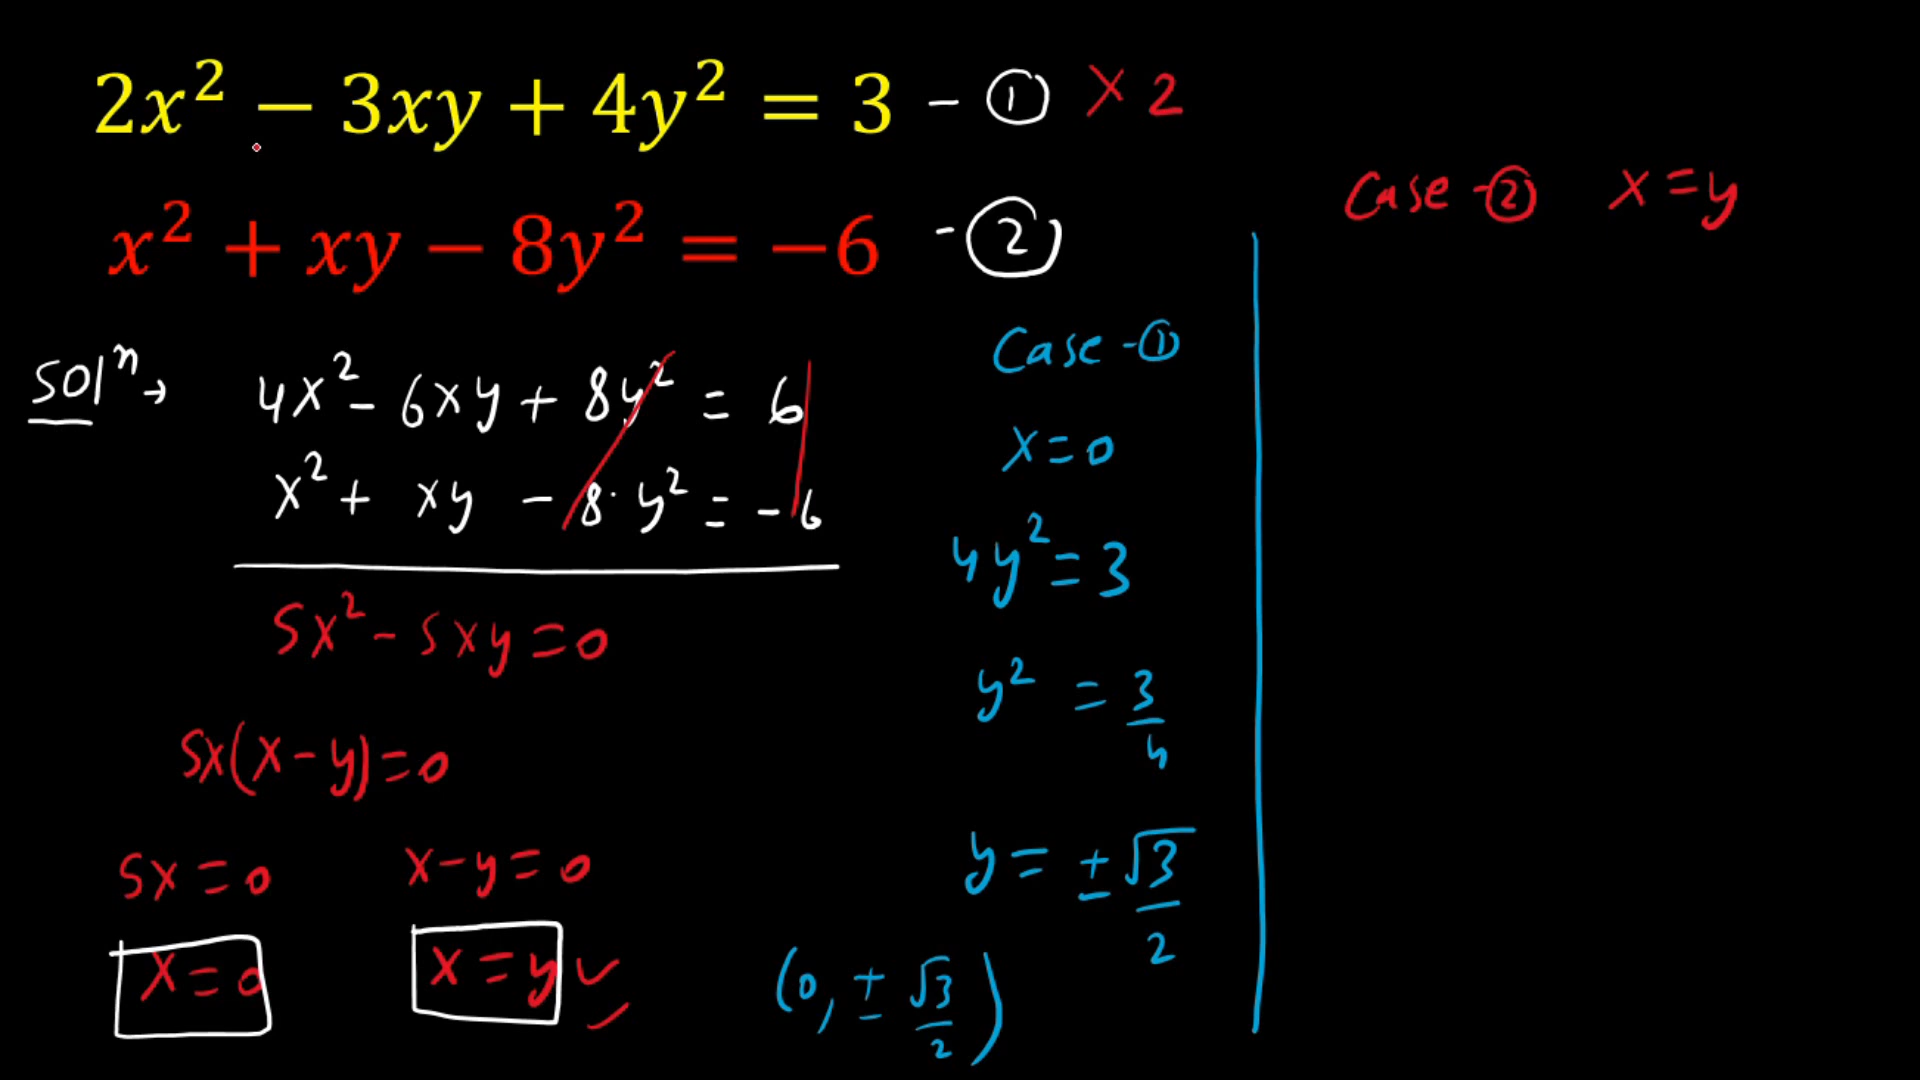 2x² − 3xy + 4y² = 3 - ① × 2
x² + xy − 8y² = −6 - ②
Solⁿ → 4x² - 6xy + 8y² = 6
x² + xy - 8·y² = -6
5x² - 5xy = 0
5x(x - y) = 0
5x = 0 x - y = 0
x = 0 x = y
Case - ①
x = 0
4y² = 3
y² = 3/4
y = ± √3/2
(0, ± √3/2)
Case - ② x = y